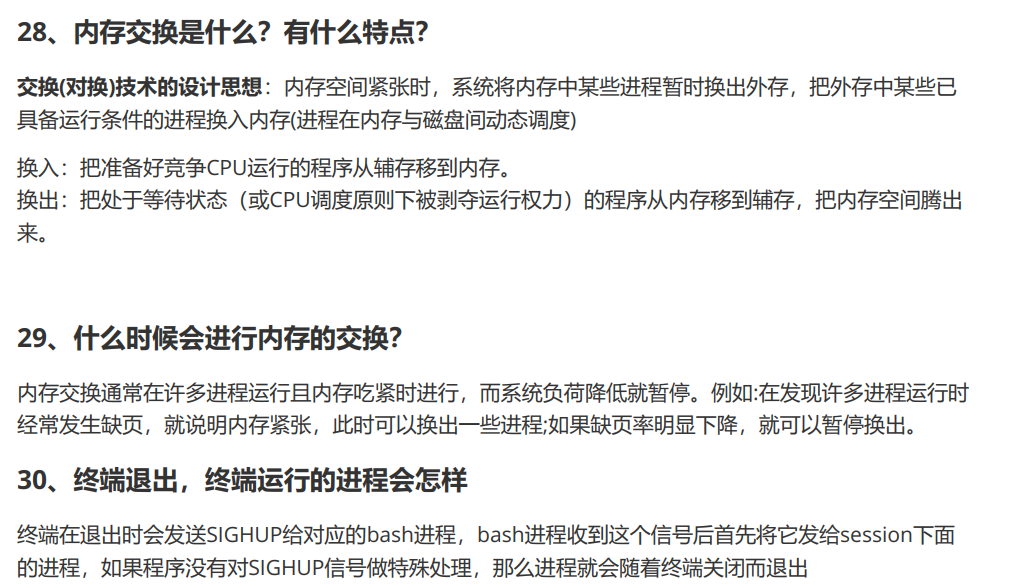 28、内存交换是什么？有什么特点？
交换(对换)技术的设计思想：内存空间紧张时，系统将内存中某些进程暂时换出外存，把外存中某些已
具备运行条件的进程换入内存(进程在内存与磁盘间动态调度)
换入：把准备好竞争CPU运行的程序从辅存移到内存。
换出：把处于等待状态（或CPU调度原则下被剥夺运行权力）的程序从内存移到辅存，把内存空间腾出
来。
29、什么时候会进行内存的交换？
内存交换通常在许多进程运行且内存吃紧时进行，而系统负荷降低就暂停。例如:在发现许多进程运行时
经常发生缺页，就说明内存紧张，此时可以换出一些进程;如果缺页率明显下降，就可以暂停换出。
30、终端退出，终端运行的进程会怎样
终端在退出时会发送SIGHUP给对应的bash进程，bash进程收到这个信号后首先将它发给session下面
的进程，如果程序没有对SIGHUP信号做特殊处理，那么进程就会随着终端关闭而退出